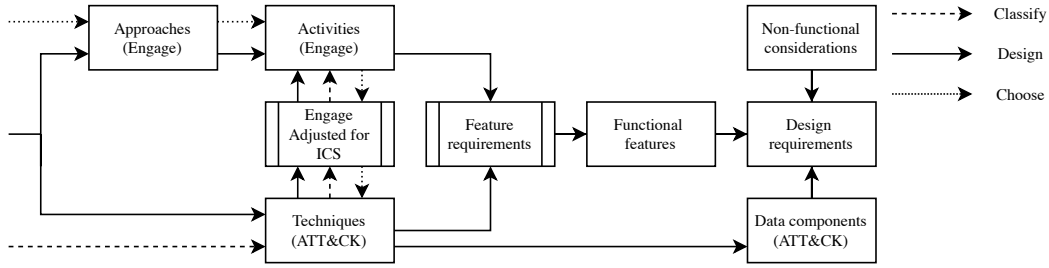 Approaches
(Engage)
Activities
(Engage)
Non-functional
considerations
Classify
Design
Choose
Engage
Adjusted for
ICS
Feature
requirements
Functional
features
Design
requirements
Techniques
(ATT&CK)
Data components
(ATT&CK)